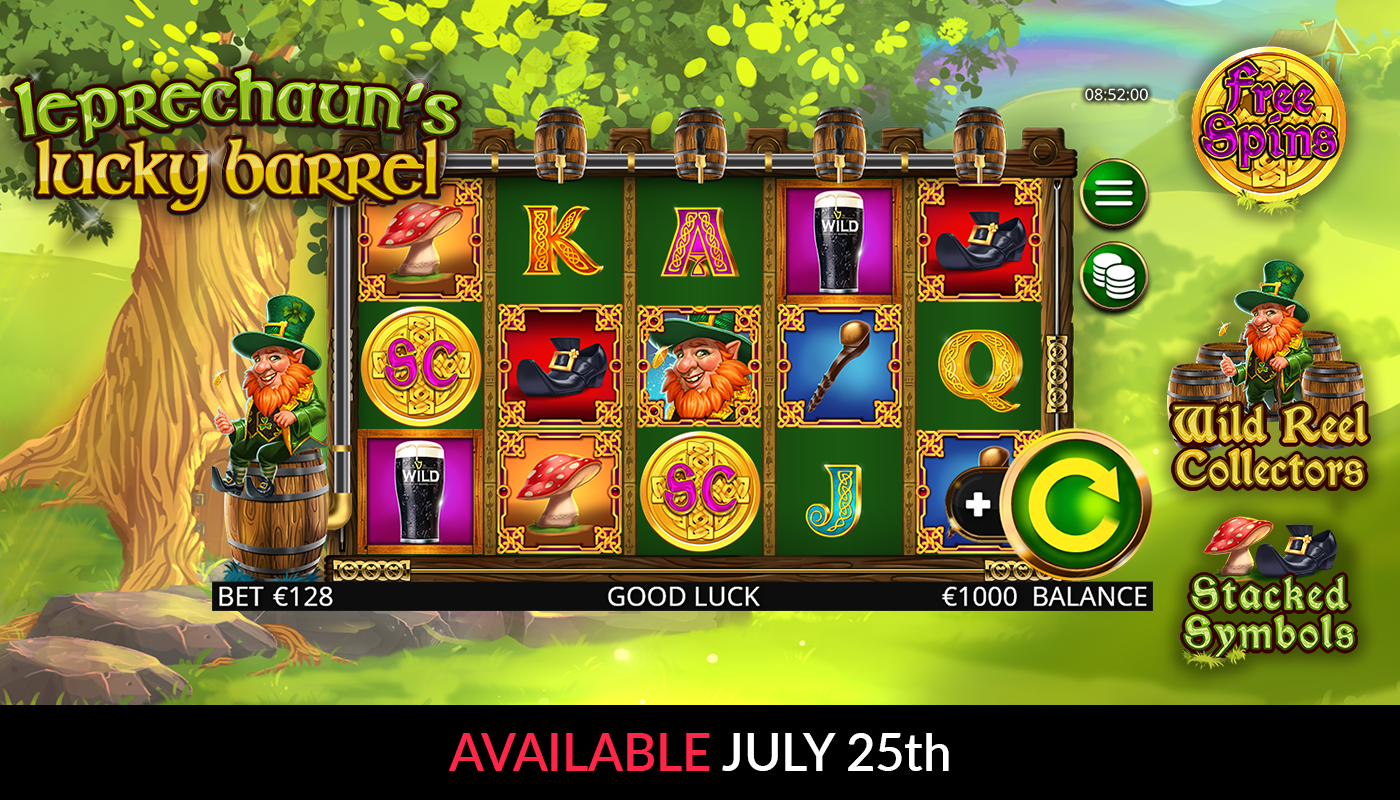 leprechaun's
lucky barrel
08:52:00
Free
Spins
K
A
WILD
SC
Q
WILD
SC
J
+
Wild Reel
Collectors
Stacked
Symbols
BET €128
GOOD LUCK
€1000 BALANCE
AVAILABLE JULY 25th